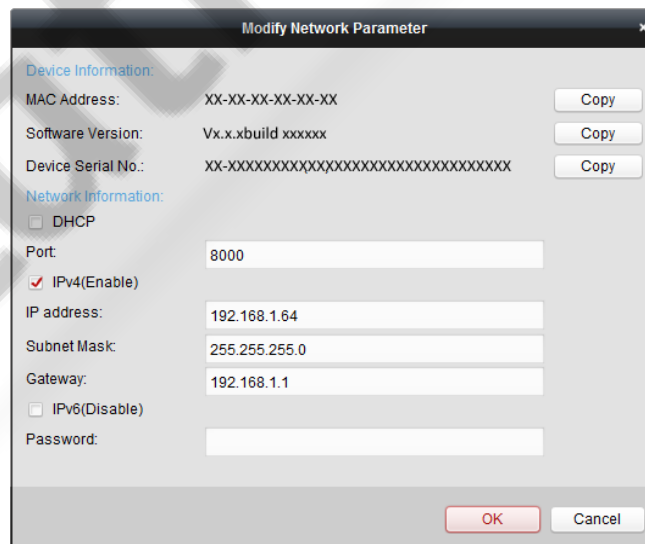 Modify Network Parameter
Device Information:
MAC Address: XX-XX-XX-XX-XX-XX Copy
Software Version: Vx.x.xbuild xxxxxx Copy
Device Serial No.: XX-XXXXXXXXXXXXXXXXXXXXXXXXXXXXXXXX Copy
Network Information:
DHCP
Port: 8000
IPv4(Enable)
IP address: 192.168.1.64
Subnet Mask: 255.255.255.0
Gateway: 192.168.1.1
IPv6(Disable)
Password:
OK Cancel